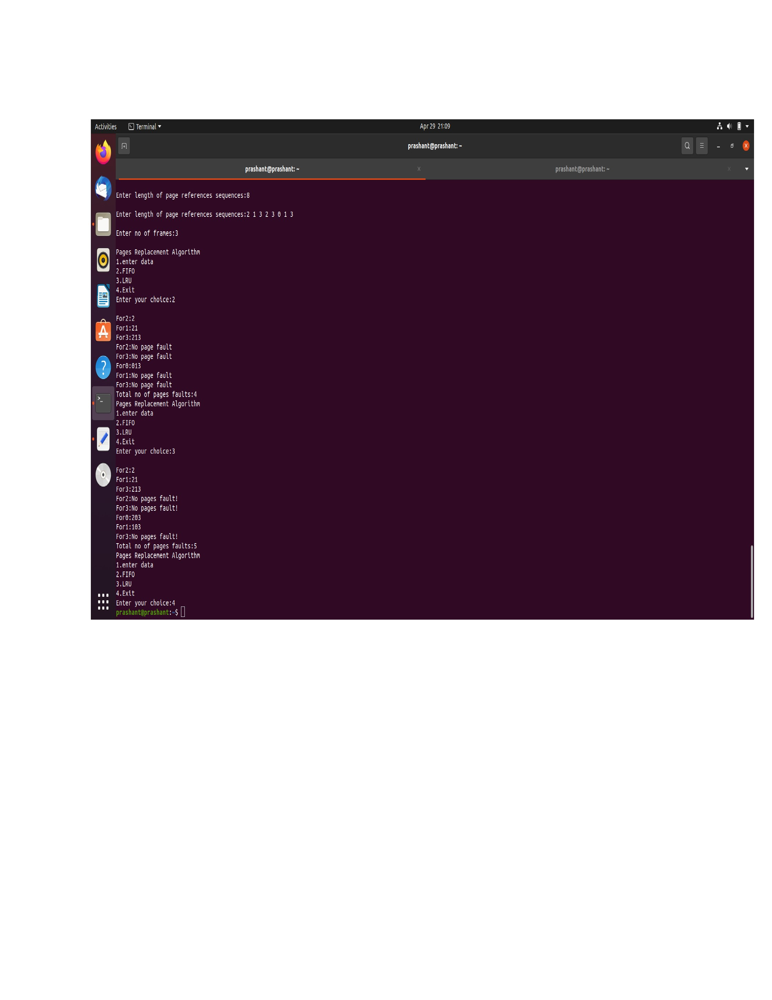 Activities Terminal Apr 29 21:09
prashant@prashant: ~
prashant@prashant: ~ prashant@prashant: ~
Enter length of page references sequences:8
Enter length of page references sequences:2 1 3 2 3 0 1 3
Enter no of frames:3
Pages Replacement Algorithm
1.enter data
2.FIFO
3.LRU
4.Exit
Enter your choice:2
For2:2
For1:21
For3:213
For2:No page fault
For3:No page fault
For0:013
For1:No page fault
For3:No page fault
Total no of pages faults:4
Pages Replacement Algorithm
1.enter data
2.FIFO
3.LRU
4.Exit
Enter your choice:3
For2:2
For1:21
For3:213
For2:No pages fault!
For3:No pages fault!
For0:203
For1:103
For3:No pages fault!
Total no of pages faults:5
Pages Replacement Algorithm
1.enter data
2.FIFO
3.LRU
4.Exit
Enter your choice:4
prashant@prashant:~$